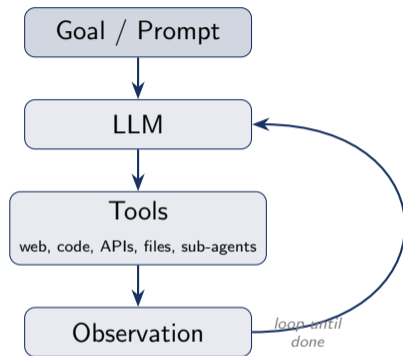 Goal / Prompt
LLM
Tools
web, code, APIs, files, sub-agents
Observation
loop until
done